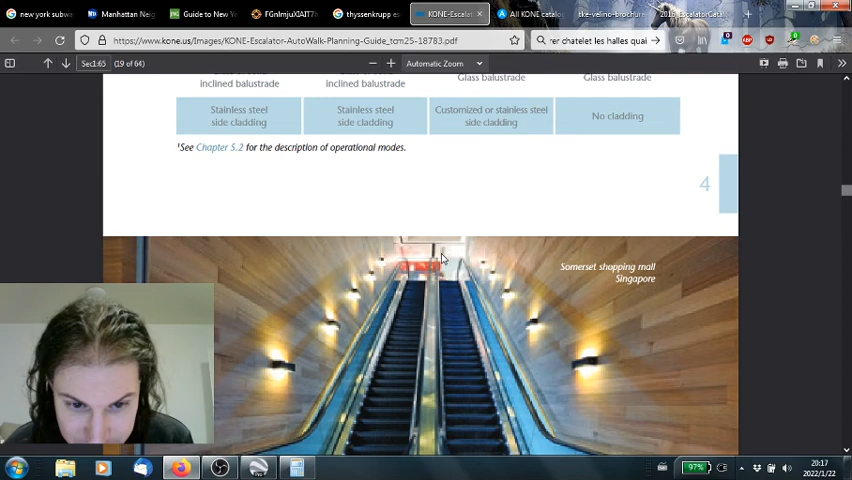 new york subwa
Manhattan Neig
Guide to New Y
FGnImjuXIAIT7
thyssenkrupp es
KONE-Escalat
All KONE catalo
tke-velino-brochure
2016_EscalatorCata
https://www.kone.us/Images/KONE-Escalator-AutoWalk-Planning-Guide_tcm25-18783.pdf
rer chatelet les halles quai
Sec1:65 (19 of 64)
Automatic Zoom
inclined balustrade
inclined balustrade
Glass balustrade
Glass balustrade
Stainless steel
side cladding
Stainless steel
side cladding
Customized or stainless steel
side cladding
No cladding
¹See Chapter 5.2 for the description of operational modes.
4
Somerset shopping mall
Singapore
97%
20:17
2022/1/22